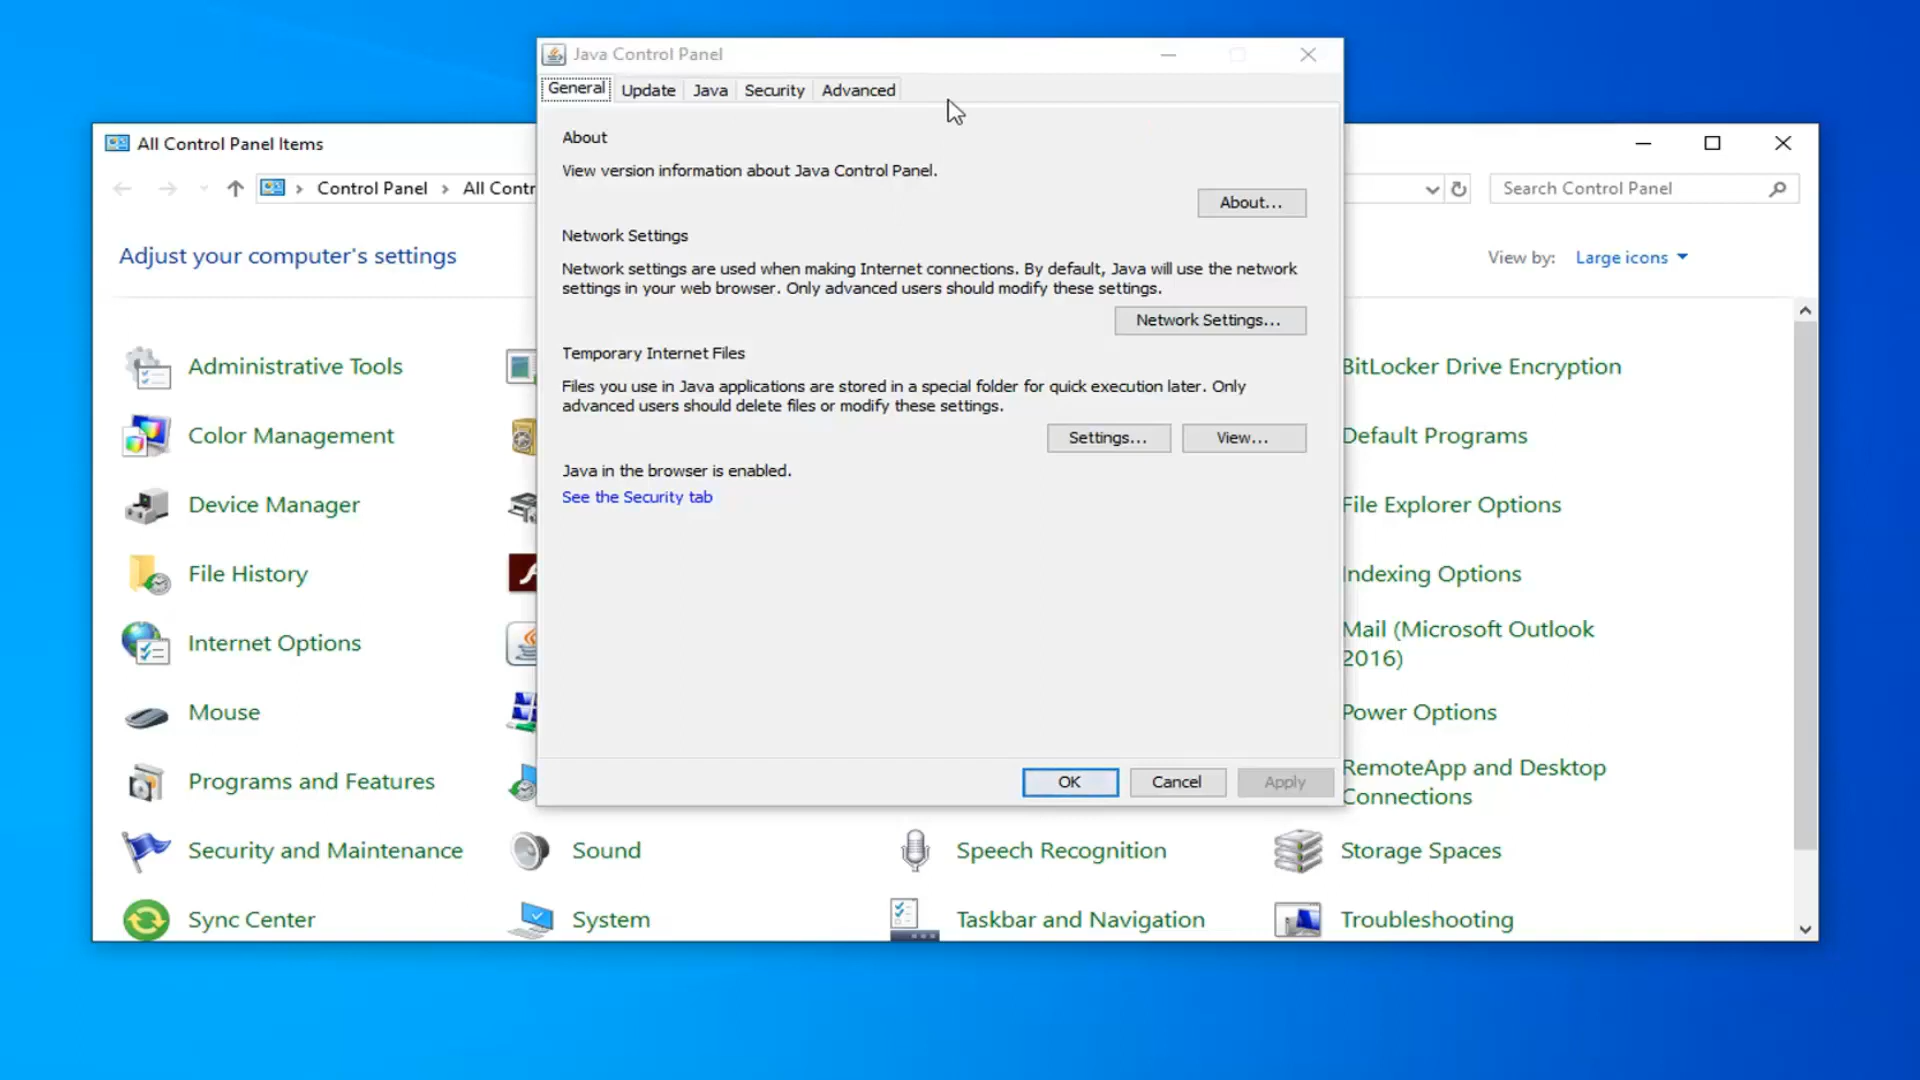 Java Control Panel
General Update Java Security Advanced
About
View version information about Java Control Panel.
About...
Network Settings
Network settings are used when making Internet connections. By default, Java will use the network
settings in your web browser. Only advanced users should modify these settings.
Network Settings...
Temporary Internet Files
Files you use in Java applications are stored in a special folder for quick execution later. Only
advanced users should delete files or modify these settings.
Settings... View...
Java in the browser is enabled.
See the Security tab
OK Cancel Apply
All Control Panel Items
Control Panel All Contr
Search Control Panel
Adjust your computer's settings
View by: Large icons
Administrative Tools
BitLocker Drive Encryption
Color Management
Default Programs
Device Manager
File Explorer Options
File History
Indexing Options
Internet Options
Mail (Microsoft Outlook
2016)
Mouse
Power Options
Programs and Features
RemoteApp and Desktop
Connections
Security and Maintenance
Sound
Speech Recognition
Storage Spaces
Sync Center
System
Taskbar and Navigation
Troubleshooting